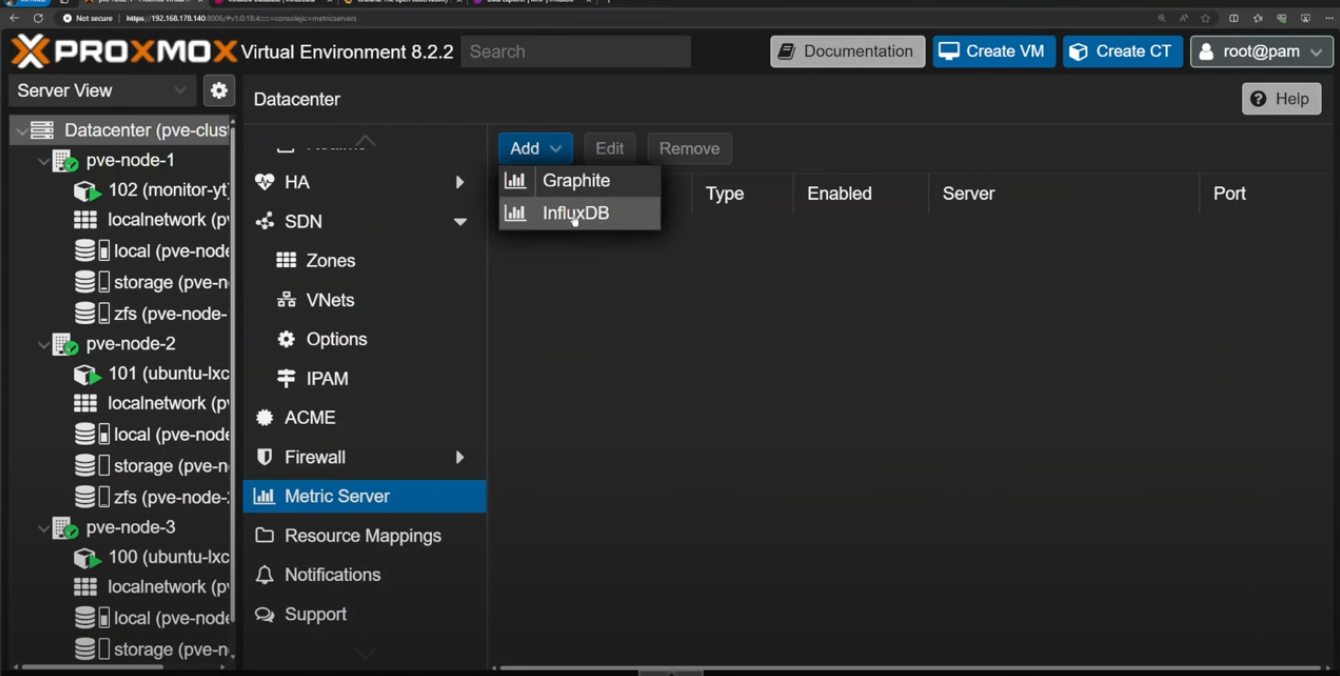 Not secure https://192.168.178.140:8006/#v1:0:18:4:::::=consolejs:=metricservers
PROXMOX Virtual Environment 8.2.2 Search Documentation Create VM Create CT root@pam
Server View
Datacenter
Help
Datacenter (pve-clus
pve-node-1
102 (monitor-yt)
localnetwork (p
local (pve-node
storage (pve-n
zfs (pve-node-
pve-node-2
101 (ubuntu-lxc
localnetwork (p
local (pve-node
storage (pve-n
zfs (pve-node-
pve-node-3
100 (ubuntu-lxc
localnetwork (p
local (pve-node
storage (pve-n
HA
SDN
Zones
VNets
Options
IPAM
ACME
Firewall
Metric Server
Resource Mappings
Notifications
Support
Add Edit Remove
Graphite
InfluxDB
Type Enabled Server Port